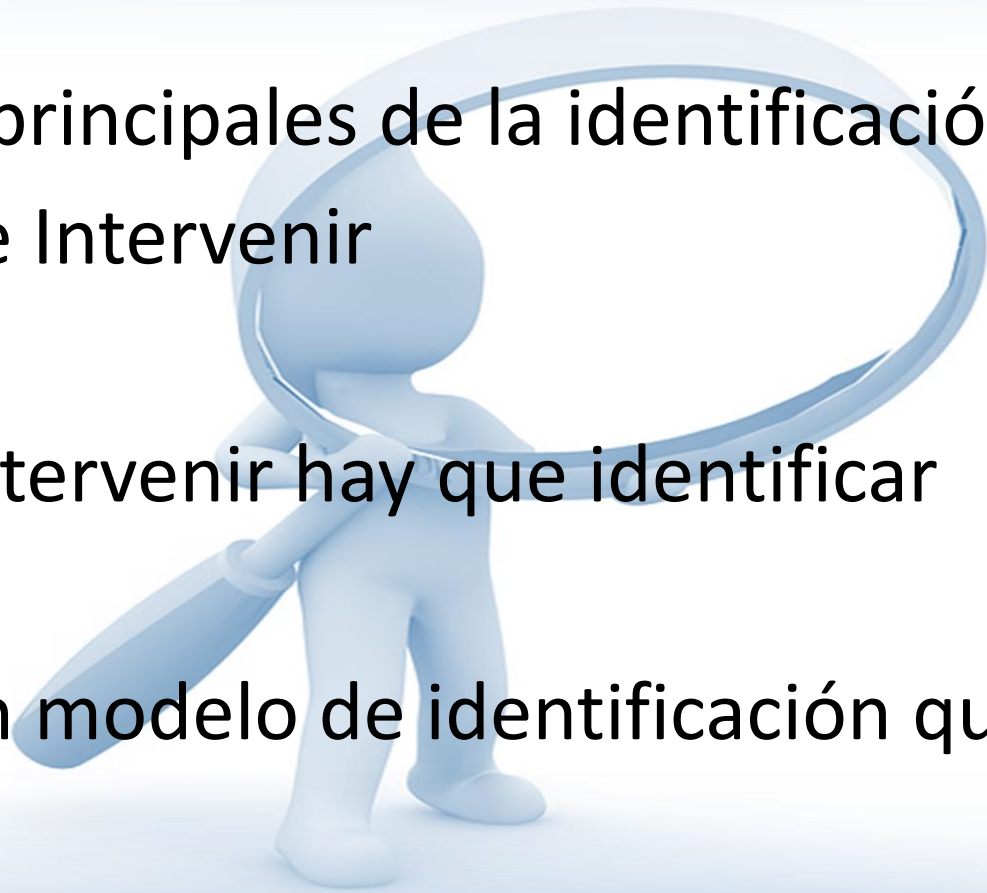 principales de la identificació
e Intervenir
tervenir hay que identificar
n modelo de identificación qu